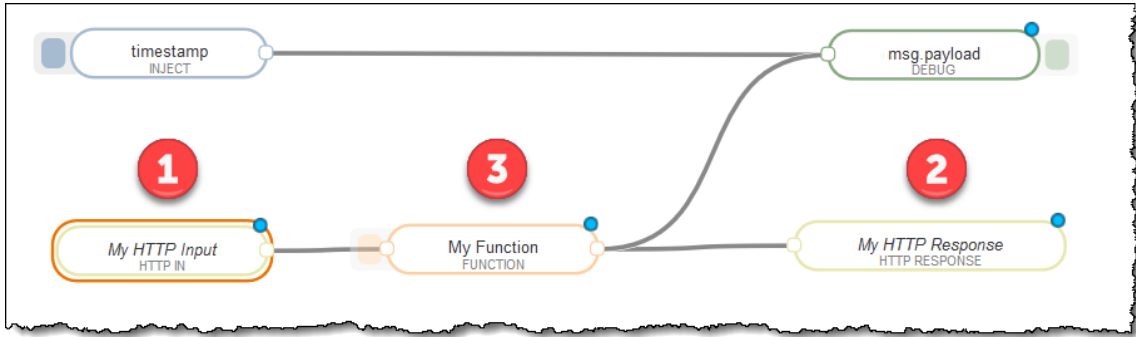 timestamp
INJECT
msg.payload
DEBUG
1
3
2
My HTTP Input
HTTP IN
My Function
FUNCTION
My HTTP Response
HTTP RESPONSE